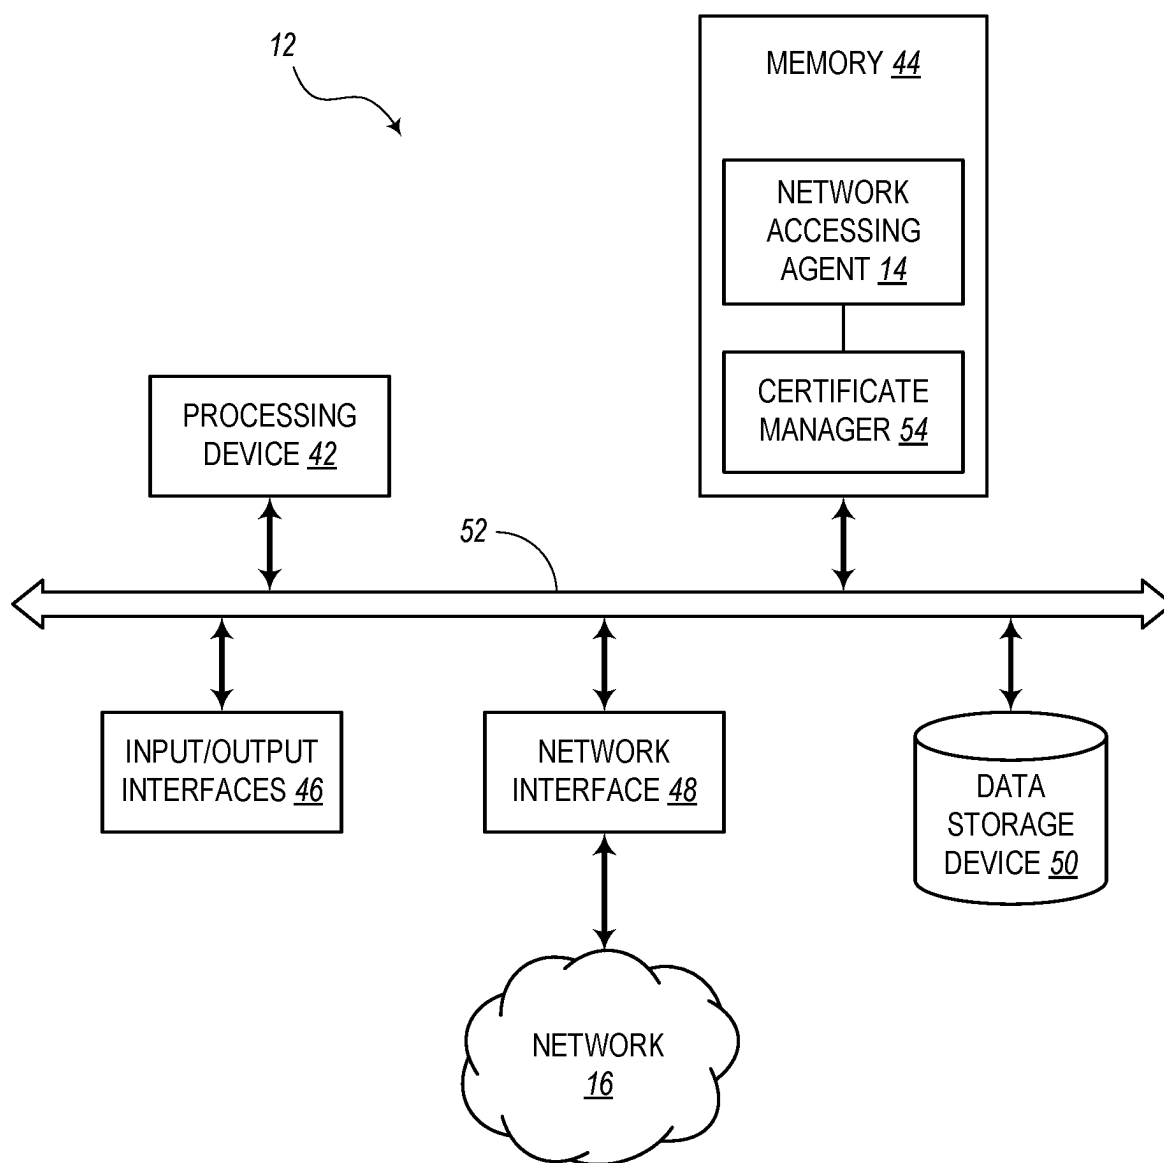 12
MEMORY 44
NETWORK
ACCESSING
AGENT 14
CERTIFICATE
MANAGER 54
PROCESSING
DEVICE 42
52
INPUT/OUTPUT
INTERFACES 46
NETWORK
INTERFACE 48
DATA
STORAGE
DEVICE 50
NETWORK
16